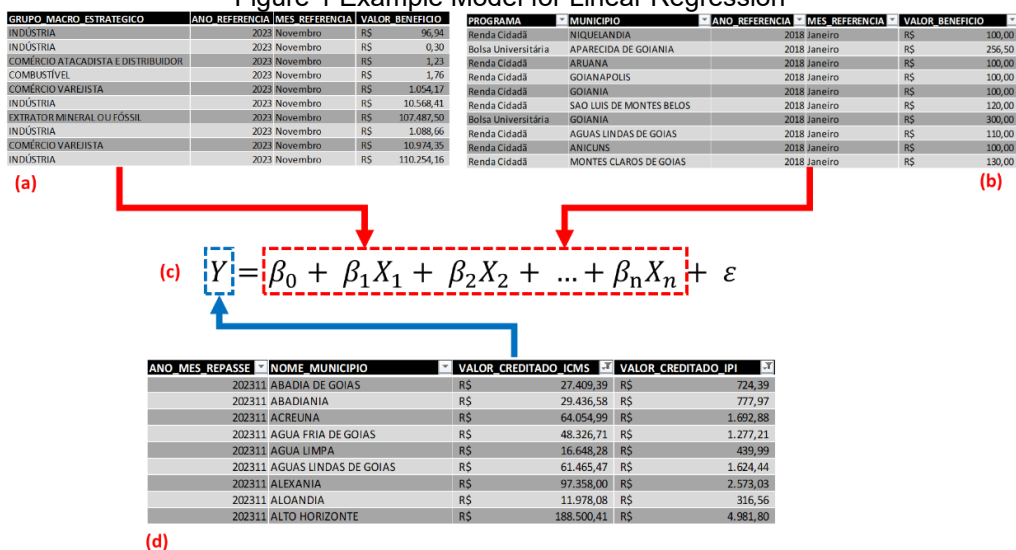 Figure 1 Example Model for Linear Regression
GRUPO_MACRO_ESTRATEGICO ANO_REFERENCIA MES_REFERENCIA VALOR_BENEFICIO
INDÚSTRIA 2023 Novembro R$ 96,94
INDÚSTRIA 2023 Novembro R$ 0,30
COMÉRCIO ATACADISTA E DISTRIBUIDOR 2023 Novembro R$ 1,23
COMBUSTÍVEL 2023 Novembro R$ 1,76
COMÉRCIO VAREJISTA 2023 Novembro R$ 1.054,17
INDÚSTRIA 2023 Novembro R$ 10.568,41
EXTRATOR MINERAL OU FÓSSIL 2023 Novembro R$ 107.487,50
INDÚSTRIA 2023 Novembro R$ 1.088,66
COMÉRCIO VAREJISTA 2023 Novembro R$ 10.974,35
INDÚSTRIA 2023 Novembro R$ 110.254,16
(a)
PROGRAMA MUNICIPIO ANO_REFERENCIA MES_REFERENCIA VALOR_BENEFICIO
Renda Cidadã NIQUELANDIA 2018 Janeiro R$ 100,00
Bolsa Universitária APARECIDA DE GOIANIA 2018 Janeiro R$ 256,50
Renda Cidadã ARUANA 2018 Janeiro R$ 100,00
Renda Cidadã GOIANAPOLIS 2018 Janeiro R$ 100,00
Renda Cidadã GOIANIA 2018 Janeiro R$ 100,00
Renda Cidadã SAO LUIS DE MONTES BELOS 2018 Janeiro R$ 120,00
Bolsa Universitária GOIANIA 2018 Janeiro R$ 300,00
Renda Cidadã AGUAS LINDAS DE GOIAS 2018 Janeiro R$ 110,00
Renda Cidadã ANICUNS 2018 Janeiro R$ 100,00
Renda Cidadã MONTES CLAROS DE GOIAS 2018 Janeiro R$ 130,00
(b)
(c) Y = β₀ + β₁X₁ + β₂X₂ + … + βₙXₙ + ε
ANO_MES_REPASSE NOME_MUNICIPIO VALOR_CREDITADO_ICMS VALOR_CREDITADO_IPI
202311 ABADIA DE GOIAS R$ 27.409,39 R$ 724,39
202311 ABADIANIA R$ 29.436,58 R$ 777,97
202311 ACREUNA R$ 64.054,99 R$ 1.692,88
202311 AGUA FRIA DE GOIAS R$ 48.326,71 R$ 1.277,21
202311 AGUA LIMPA R$ 16.648,28 R$ 439,99
202311 AGUAS LINDAS DE GOIAS R$ 61.465,47 R$ 1.624,44
202311 ALEXANIA R$ 97.358,00 R$ 2.573,03
202311 ALOANDIA R$ 11.978,08 R$ 316,56
202311 ALTO HORIZONTE R$ 188.500,41 R$ 4.981,80
(d)